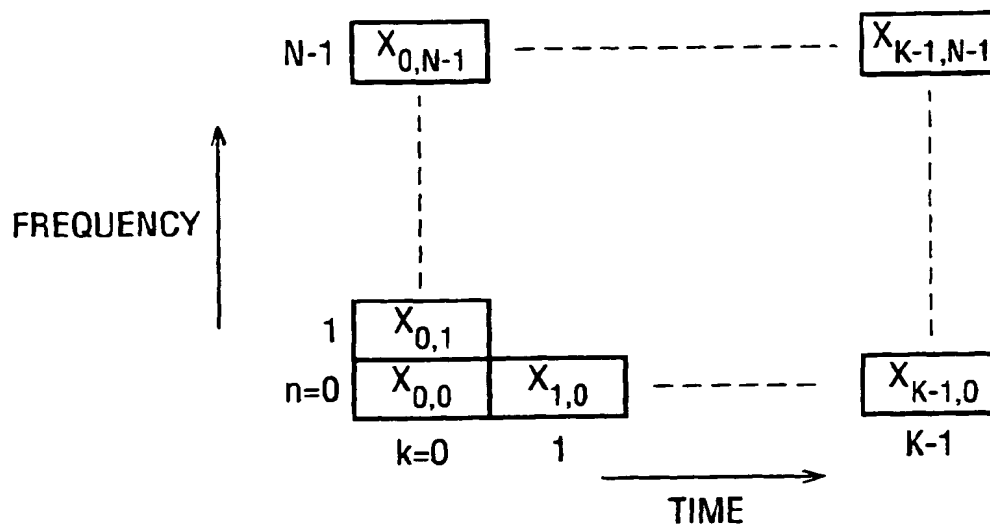 N-1 X0,N-1 XK-1,N-1
FREQUENCY
1 X0,1
n=0 X0,0 X1,0 XK-1,0
k=0 1 K-1
TIME